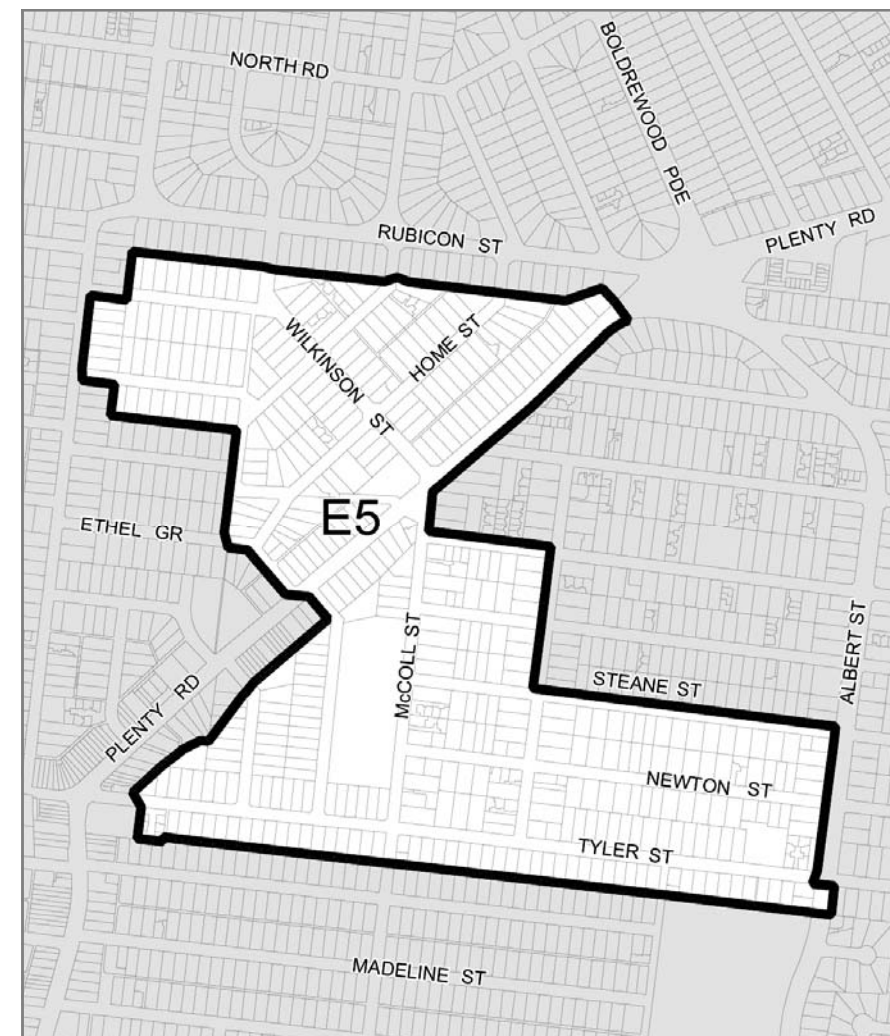 NORTH RD
BOLDREWOOD PDE
PLENTY RD
RUBICON ST
WILKINSON ST
HOME ST
E5
ETHEL GR
McCOLL ST
ALBERT ST
STEANE ST
PLENTY RD
NEWTON ST
TYLER ST
MADELINE ST